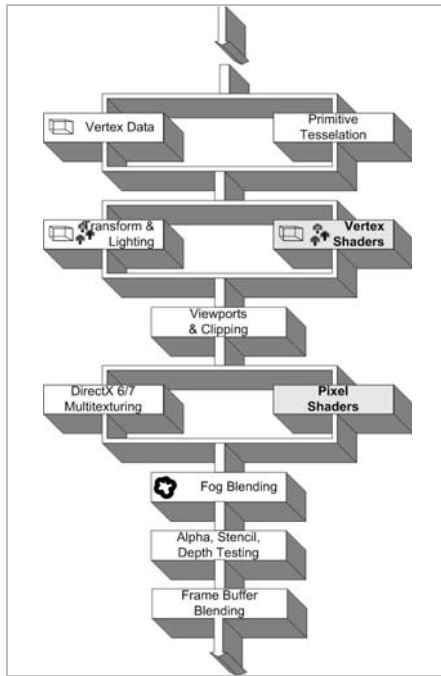 Vertex Data
Primitive
Tesselation
Transform &
Lighting
Vertex
Shaders
Viewports
& Clipping
DirectX 6/7
Multitexturing
Pixel
Shaders
Fog Blending
Alpha, Stencil,
Depth Testing
Frame Buffer
Blending